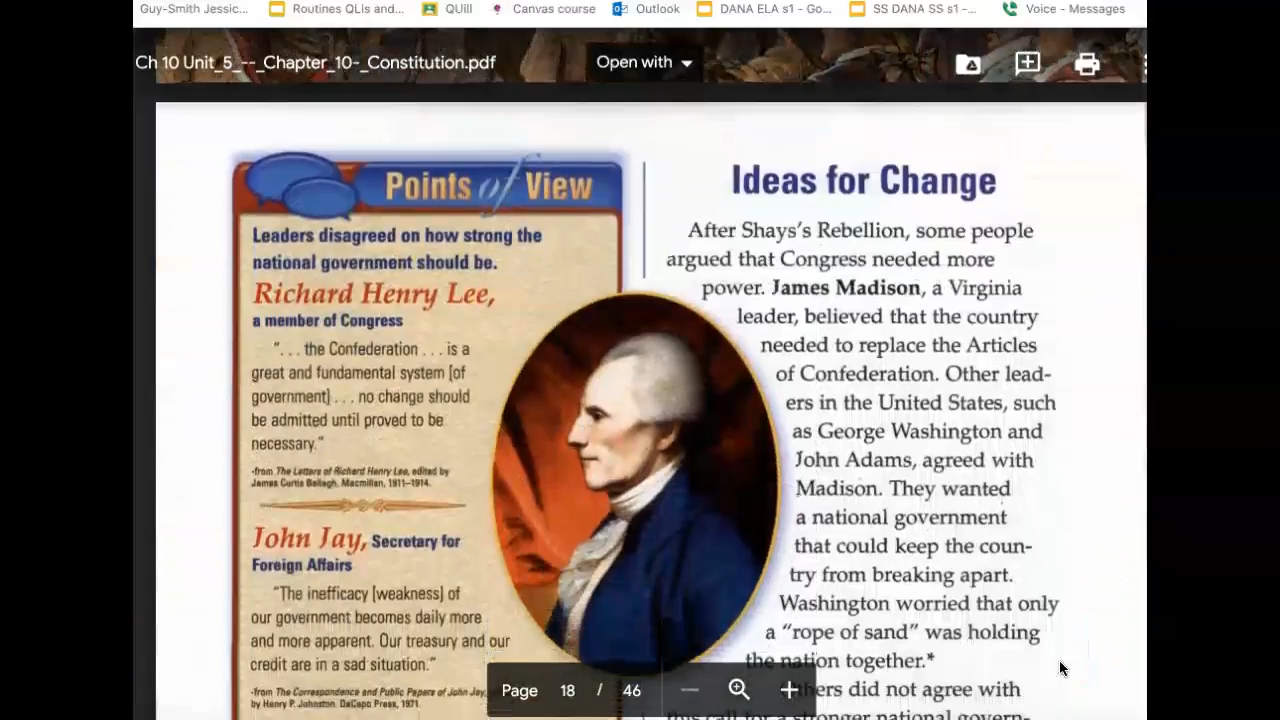 Guy-Smith Jessic...
Routines QLIs and...
QUill
Canvas course
Outlook
DANA ELA s1 - Go...
SS DANA SS s1 -...
Voice - Messages
Ch 10 Unit_5_--_Chapter_10-_Constitution.pdf
Open with
Points of View
Leaders disagreed on how strong the
national government should be.
Richard Henry Lee,
a member of Congress
". . . the Confederation . . . is a
great and fundamental system [of
government] . . . no change should
be admitted until proved to be
necessary."
-from The Letters of Richard Henry Lee, edited by
James Curtis Ballagh. Macmillan, 1911–1914.
John Jay, Secretary for
Foreign Affairs
"The inefficacy [weakness] of
our government becomes daily more
and more apparent. Our treasury and our
credit are in a sad situation."
-from The Correspondence and Public Papers of John Jay,
by Henry P. Johnston. DaCapo Press, 1971.
Ideas for Change
After Shays's Rebellion, some people
argued that Congress needed more
power. James Madison, a Virginia
leader, believed that the country
needed to replace the Articles
of Confederation. Other lead-
ers in the United States, such
as George Washington and
John Adams, agreed with
Madison. They wanted
a national government
that could keep the coun-
try from breaking apart.
Washington worried that only
a "rope of sand" was holding
the nation together.*
did not agree with
this call for a stronger national govern-
Page 18 / 46